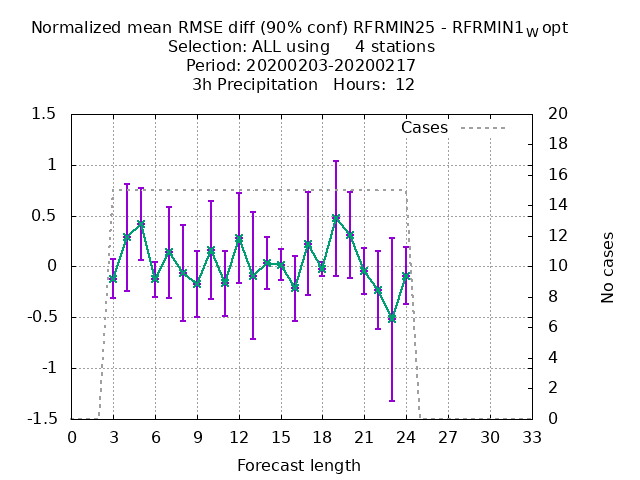 Normalized mean RMSE diff (90% conf) RFRMIN25 - RFRMIN1wopt
Selection: ALL using     4 stations
Period: 20200203-20200217
3h Precipitation   Hours:  12
1.5
1
0.5
0
-0.5
-1
-1.5
Cases
20
18
16
14
12
10
8
6
4
2
0
No cases
0 3 6 9 12 15 18 21 24 27 30 33
Forecast length